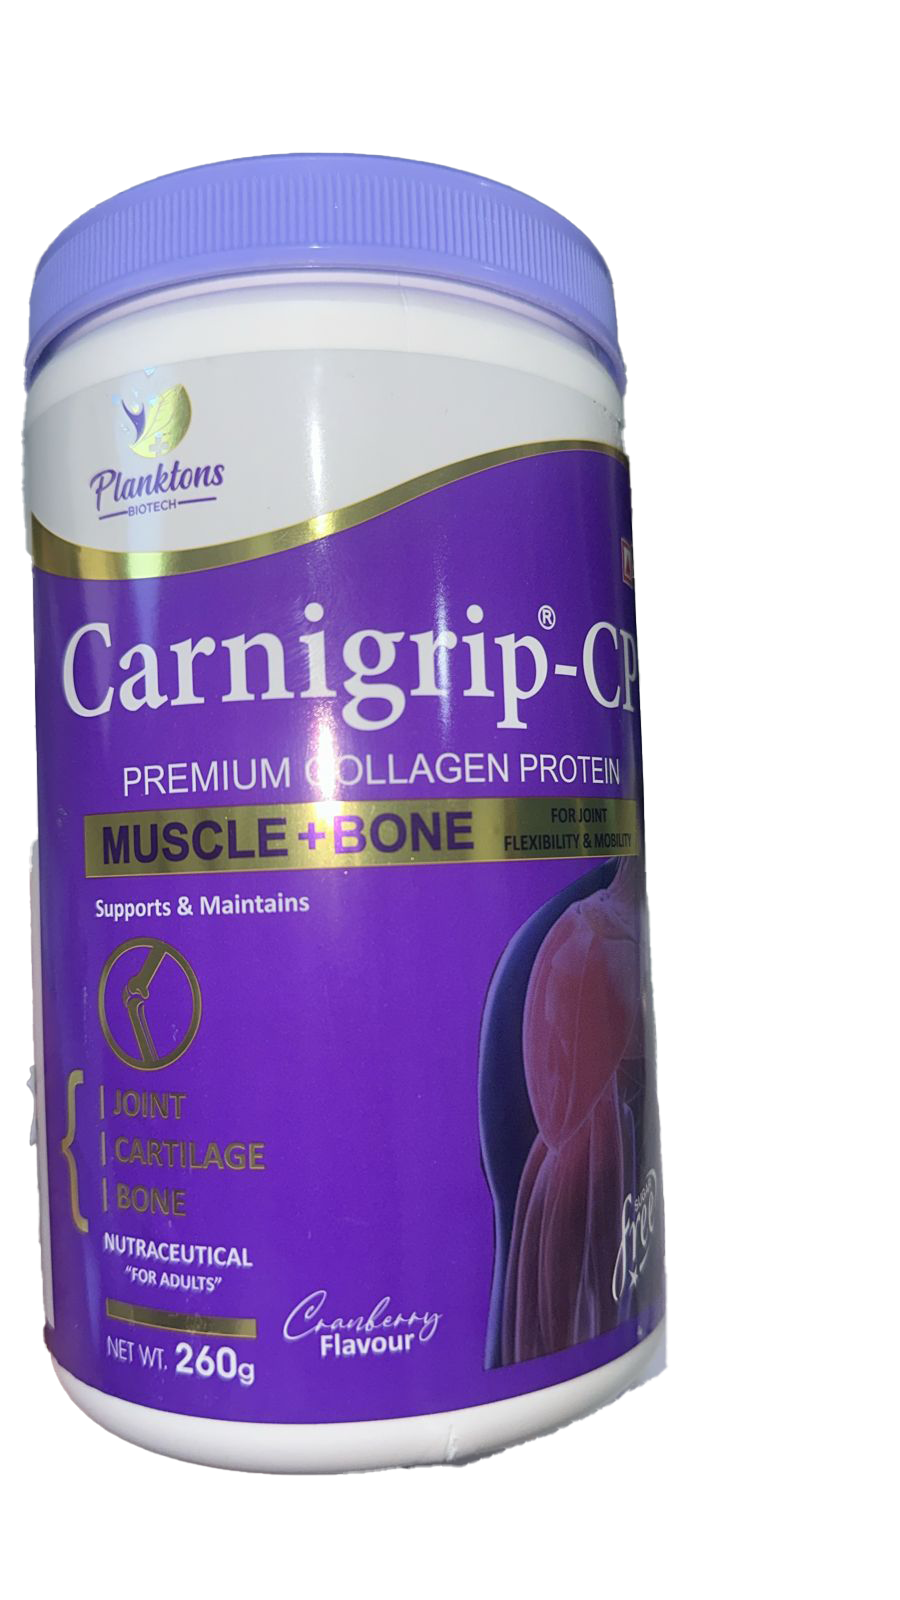 Planktons
BIOTECH
Carnigrip®-CP
PREMIUM COLLAGEN PROTEIN
MUSCLE + BONE
FOR JOINT
FLEXIBILITY & MOBILITY
Supports & Maintains
JOINT
CARTILAGE
BONE
NUTRACEUTICAL
"FOR ADULTS"
NET WT. 260g
Cranberry
Flavour
SUGAR
free